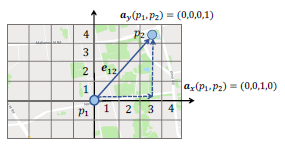 a_y(p_1,p_2) = (0,0,0,1)
4
p_2
3
2
e_12
a_x(p_1,p_2) = (0,0,1,0)
1
p_1
1 2 3 4